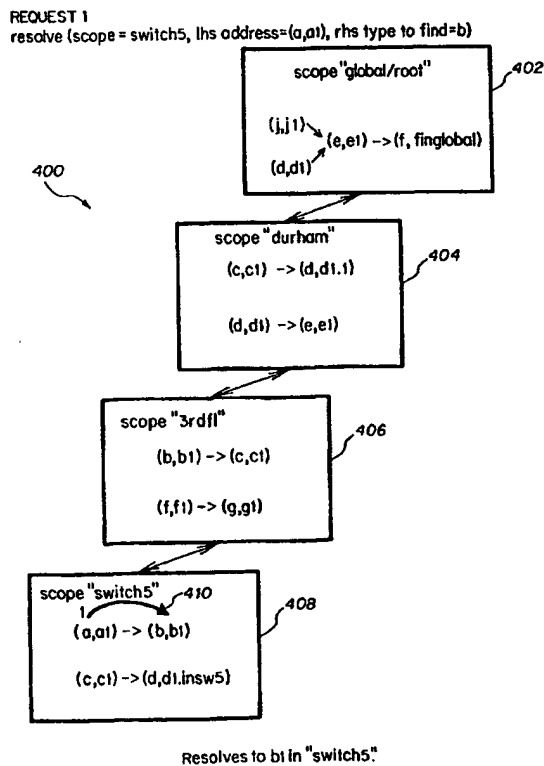 REQUEST 1
resolve (scope = switch5, lhs address=(a,a1), rhs type to find=b)
402
scope "global/root"
(j,j1)
(e,e1) -> (f, finglobal)
(d,d1)
400
404
scope "durham"
(c,c1) -> (d,d1.1)
(d,d1) -> (e,e1)
406
scope "3rdfl"
(b,b1) -> (c,c1)
(f,f1) -> (g,g1)
408
scope "switch5"
410
1
(a,a1) -> (b,b1)
(c,c1) -> (d,d1.insw5)
Resolves to b1 in "switch5".